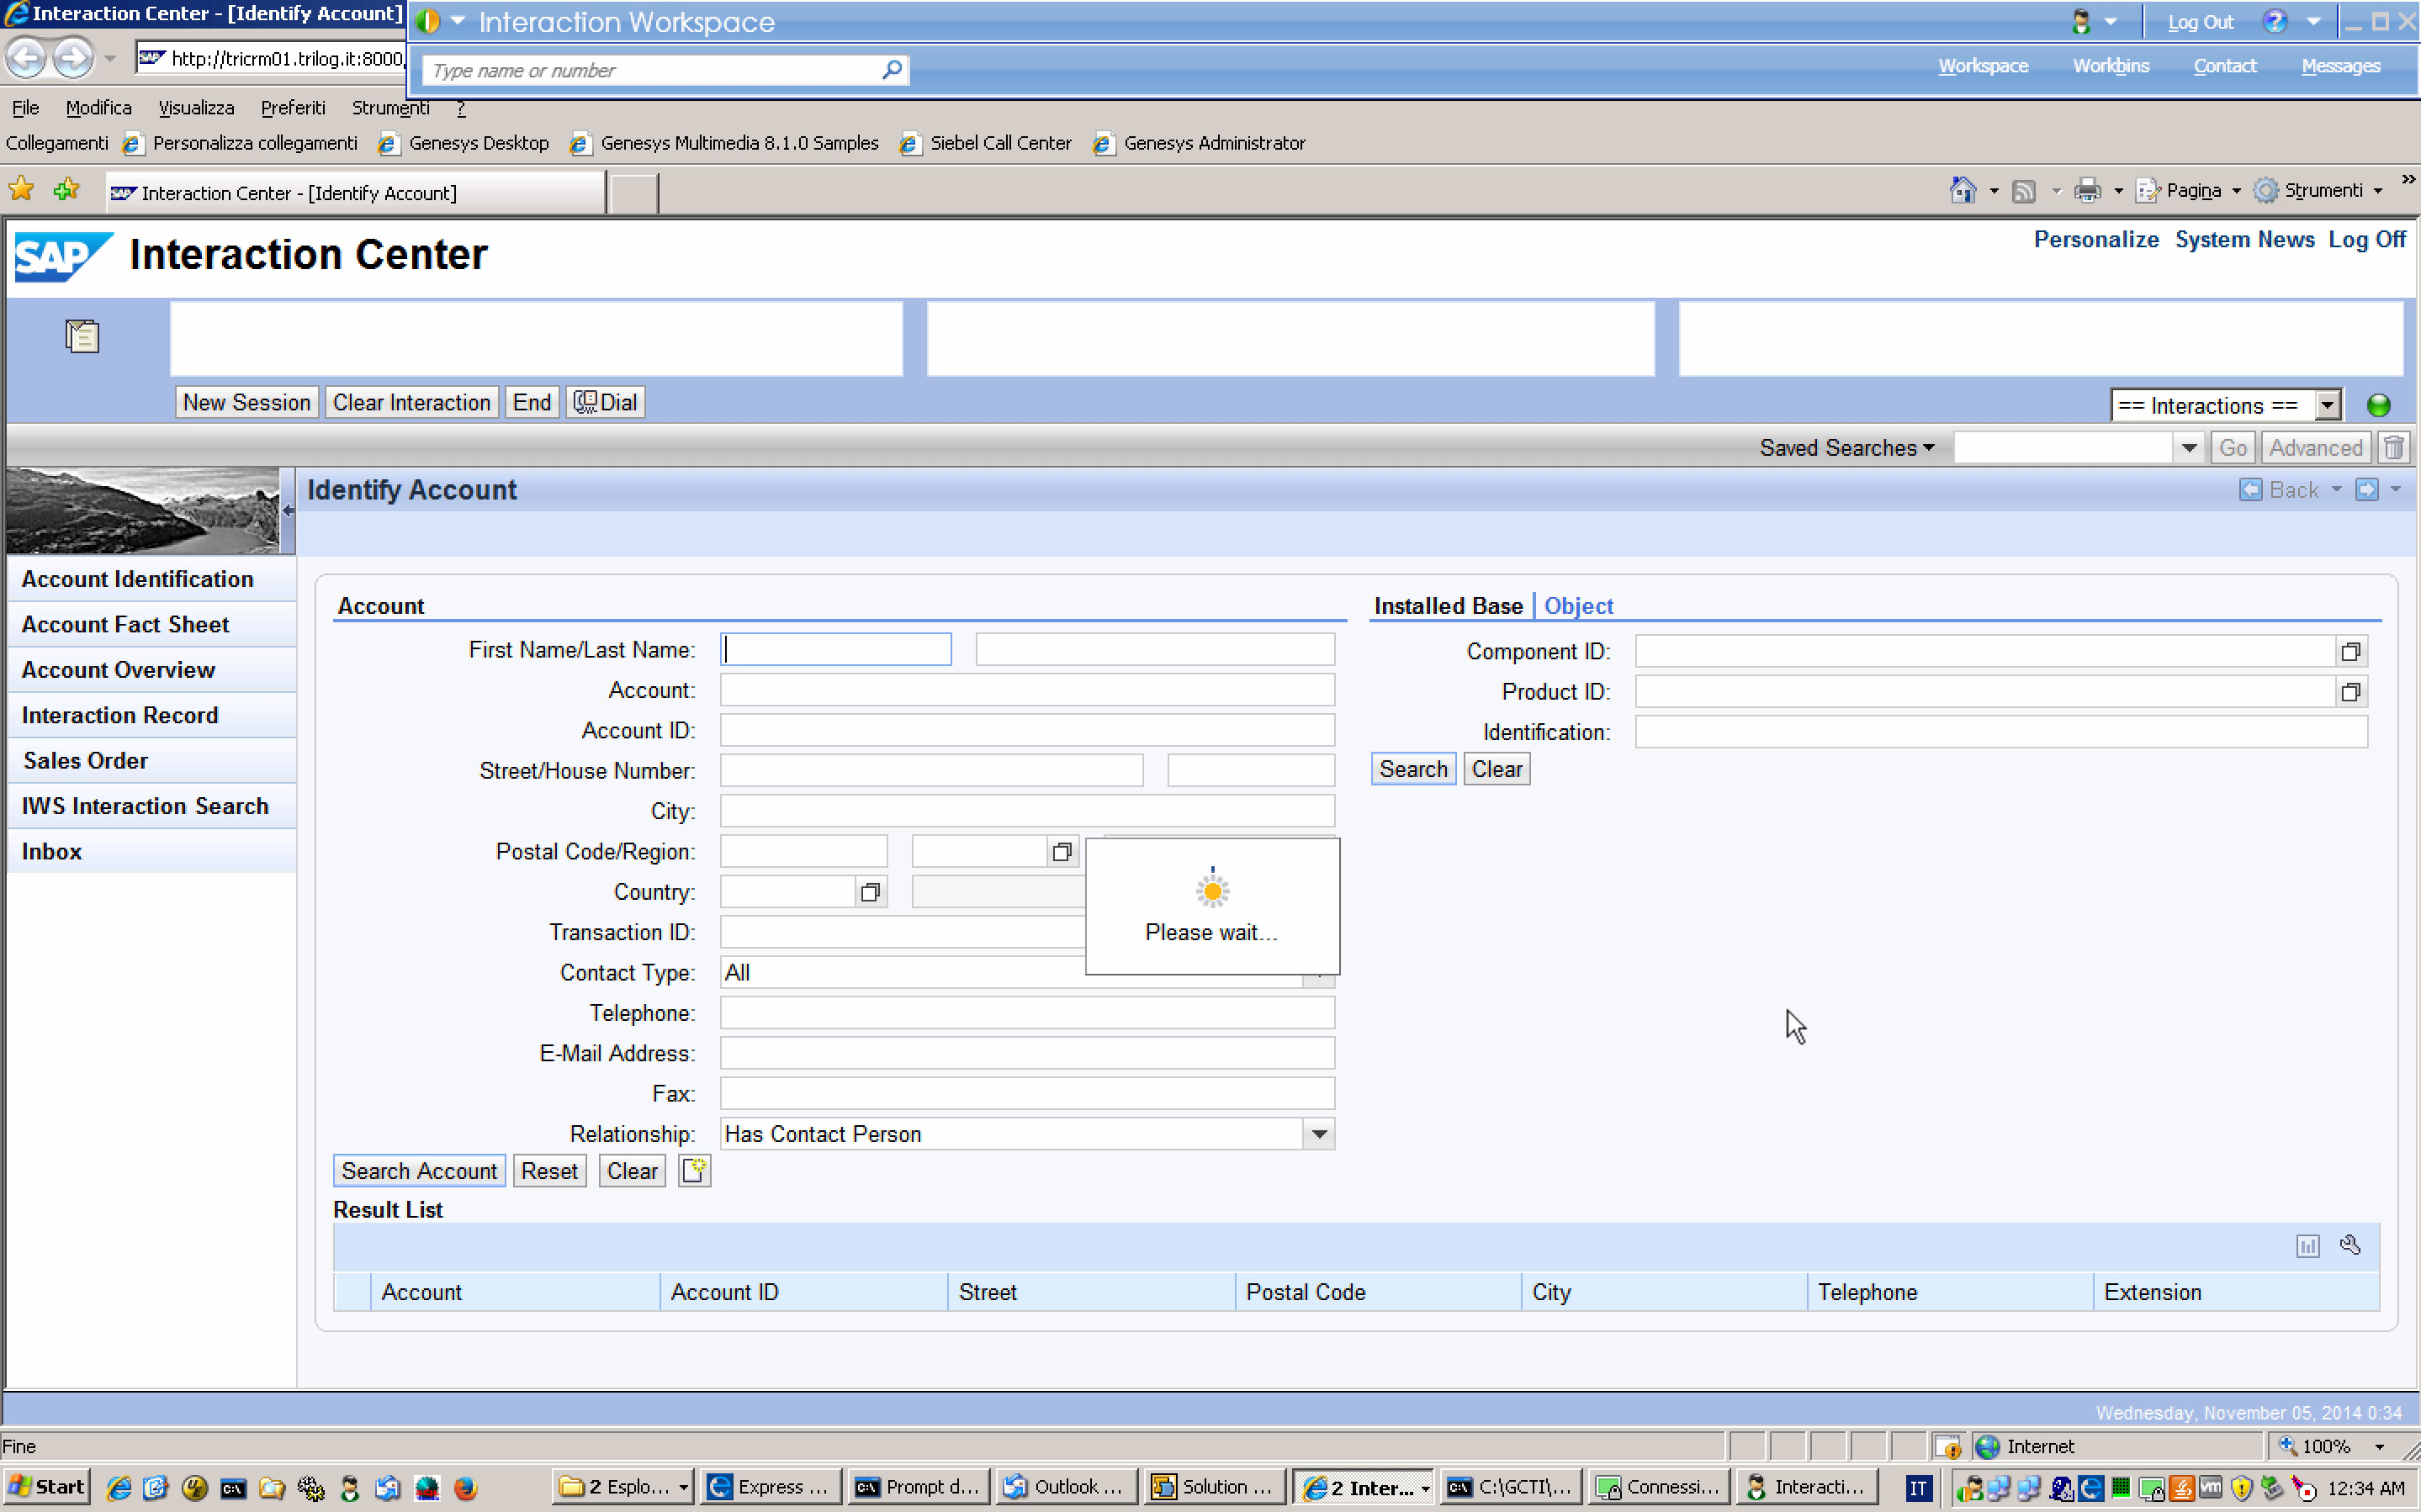 Interaction Center - [Identify Account]
Interaction Workspace
Log Out
http://tricrm01.trilog.it:8000/
Type name or number
Workspace Workbins Contact Messages
File Modifica Visualizza Preferiti Strumenti ?
Collegamenti Personalizza collegamenti Genesys Desktop Genesys Multimedia 8.1.0 Samples Siebel Call Center Genesys Administrator
SAP Interaction Center - [Identify Account]
Pagina Strumenti »
SAP Interaction Center
Personalize System News Log Off
New Session Clear Interaction End Dial
== Interactions ==
Saved Searches Go Advanced
Identify Account
Back
Account Identification
Account Fact Sheet
Account Overview
Interaction Record
Sales Order
IWS Interaction Search
Inbox
Account
First Name/Last Name:
Account:
Account ID:
Street/House Number:
City:
Postal Code/Region:
Country:
Transaction ID:
Contact Type: All
Telephone:
E-Mail Address:
Fax:
Relationship: Has Contact Person
Please wait...
Search Account Reset Clear
Installed Base Object
Component ID:
Product ID:
Identification:
Search Clear
Result List
Account Account ID Street Postal Code City Telephone Extension
Wednesday, November 05, 2014 0:34
Fine
Internet
100%
Start
2 Esplo... Express ... Prompt d... Outlook ... Solution ... 2 Inter... C:\GCTI\... Connessi... Interacti... IT 12:34 AM